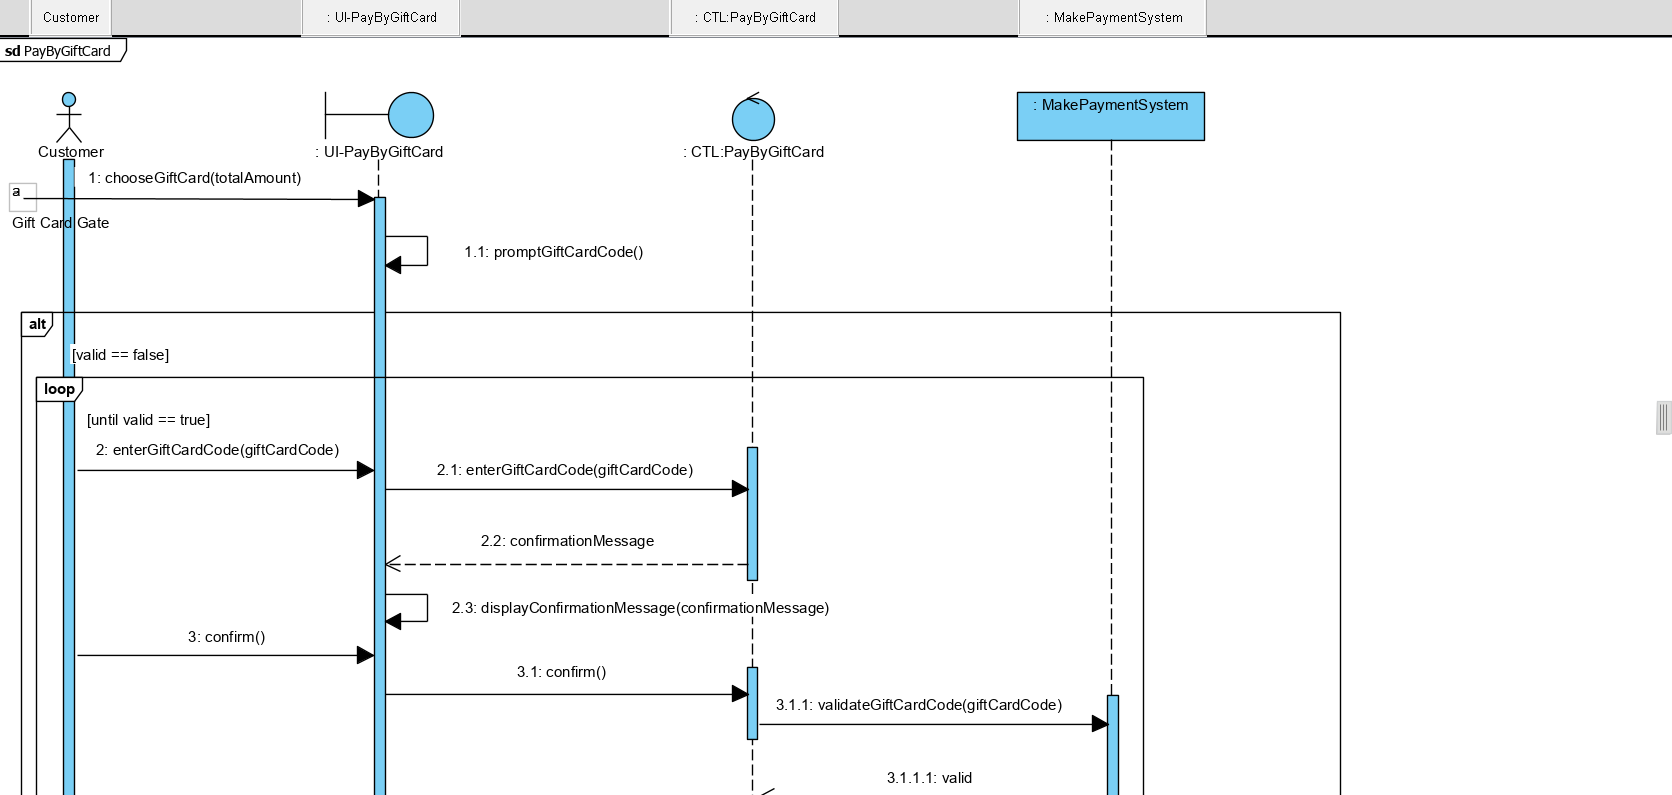 Customer
: UI-PayByGiftCard
: CTL:PayByGiftCard
: MakePaymentSystem
sd PayByGiftCard
: MakePaymentSystem
Customer
: UI-PayByGiftCard
: CTL:PayByGiftCard
1: chooseGiftCard(totalAmount)
a
Gift Card Gate
1.1: promptGiftCardCode()
alt
[valid == false]
loop
[until valid == true]
2: enterGiftCardCode(giftCardCode)
2.1: enterGiftCardCode(giftCardCode)
2.2: confirmationMessage
2.3: displayConfirmationMessage(confirmationMessage)
3: confirm()
3.1: confirm()
3.1.1: validateGiftCardCode(giftCardCode)
3.1.1.1: valid